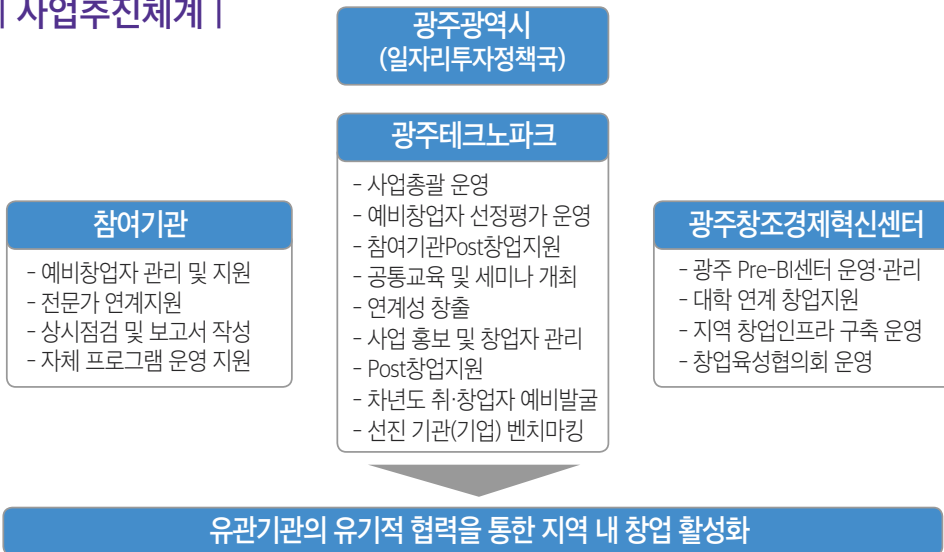 | 사업추진체계 |
광주광역시
(일자리투자정책국)
광주테크노파크
- 사업총괄 운영
- 예비창업자 선정평가 운영
- 참여기관Post창업지원
- 공통교육 및 세미나 개최
- 연계성 창출
- 사업 홍보 및 창업자 관리
- Post창업지원
- 차년도 취·창업자 예비발굴
- 선진 기관(기업) 벤치마킹
참여기관
- 예비창업자 관리 및 지원
- 전문가 연계지원
- 상시점검 및 보고서 작성
- 자체 프로그램 운영 지원
광주창조경제혁신센터
- 광주 Pre-BI센터 운영·관리
- 대학 연계 창업지원
- 지역 창업인프라 구축 운영
- 창업육성협의회 운영
유관기관의 유기적 협력을 통한 지역 내 창업 활성화